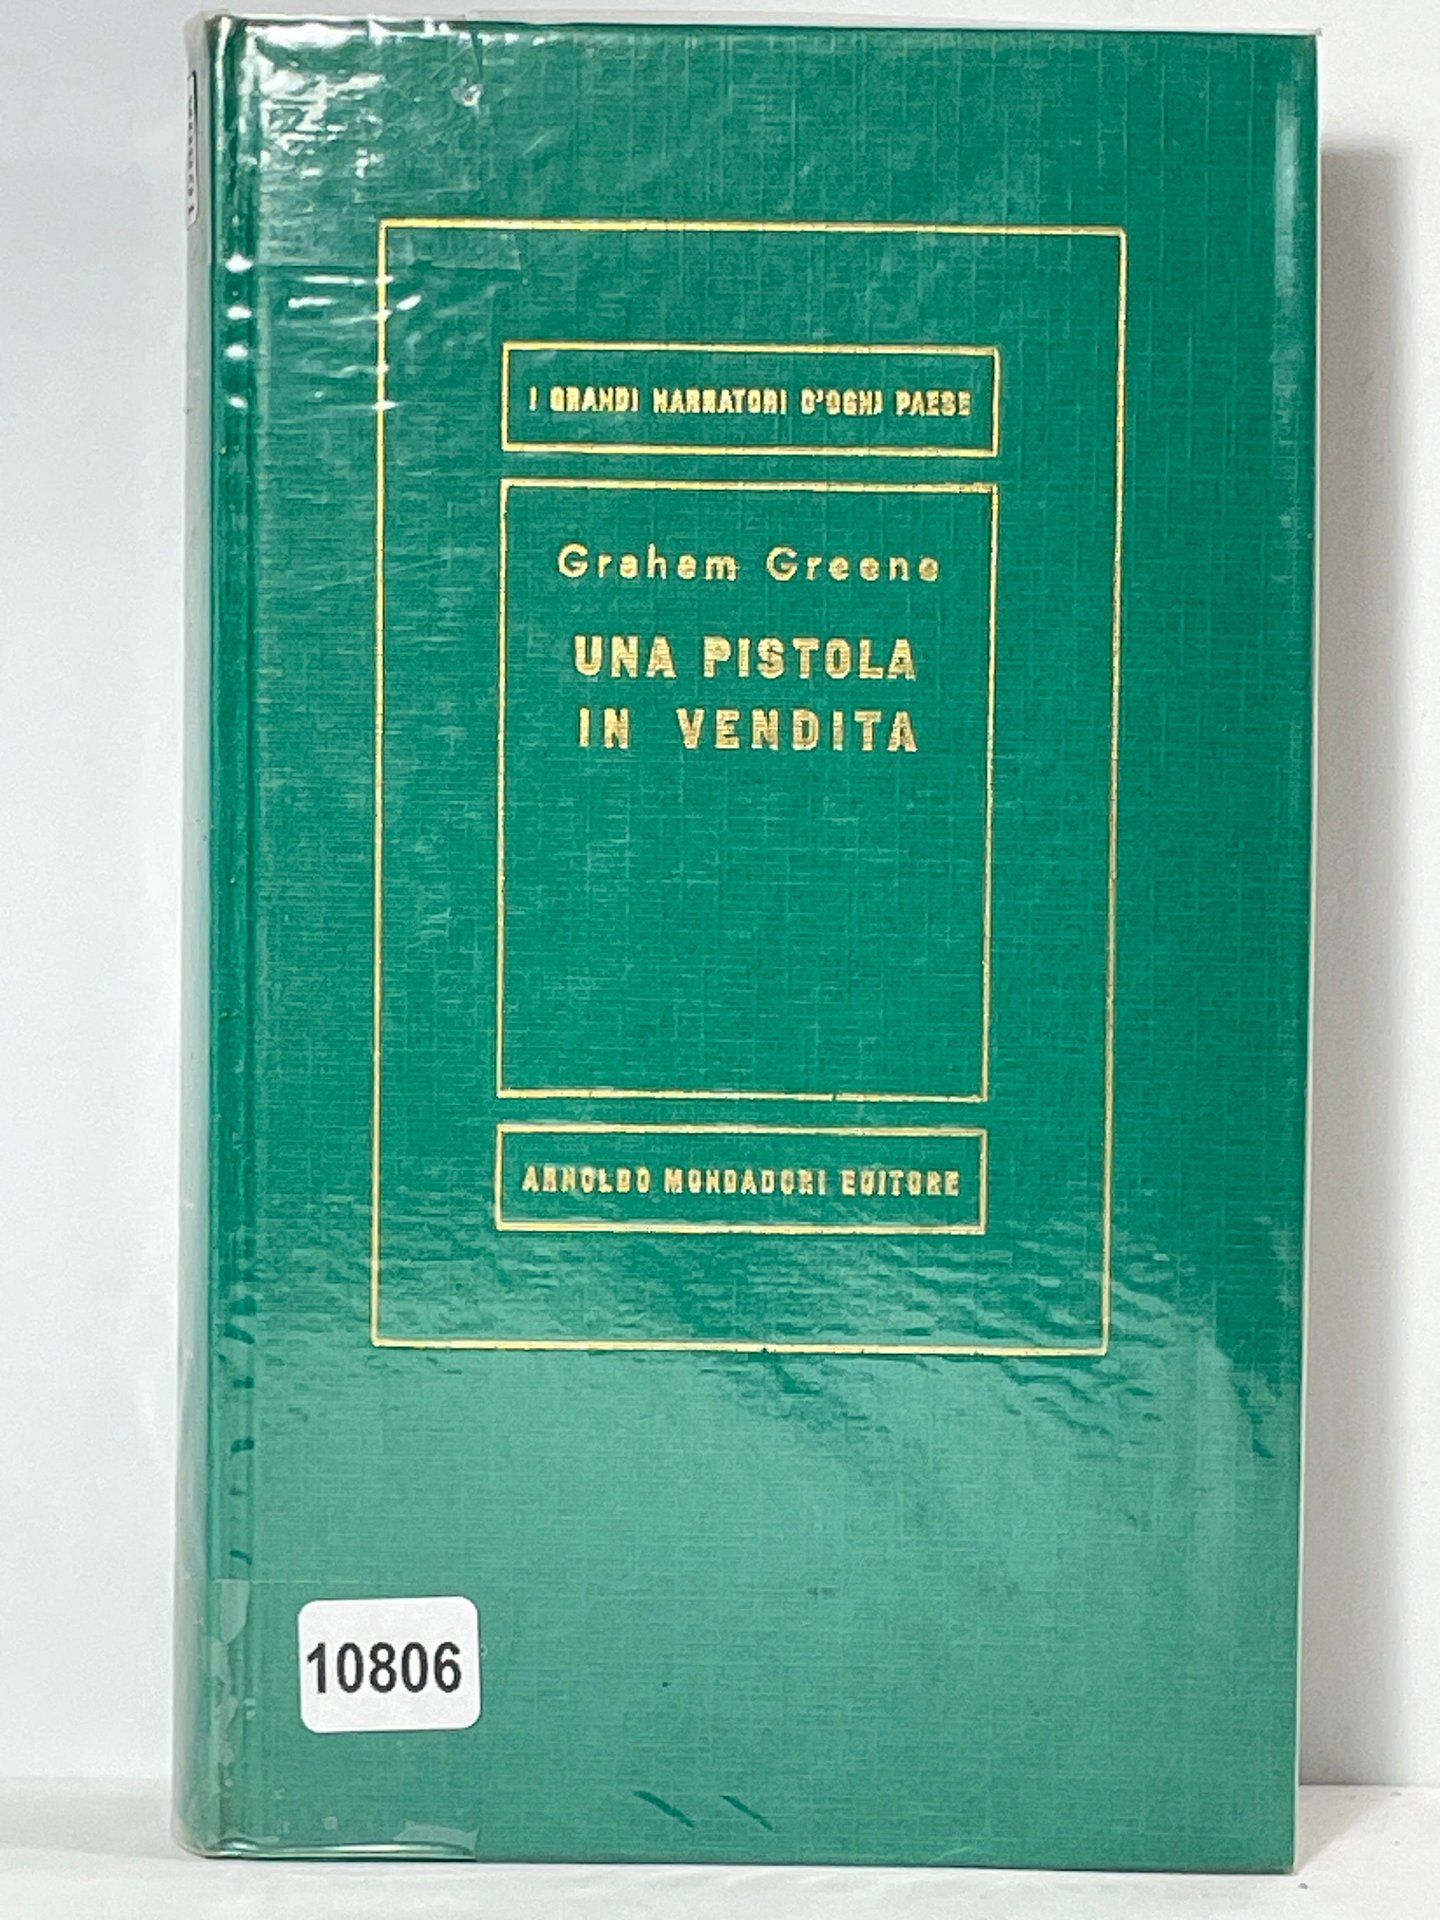 I GRANDI NARRATORI D'OGNI PAESE
Graham Greene
UNA PISTOLA
IN VENDITA
ARNOLDO MONDADORI EDITORE
10806